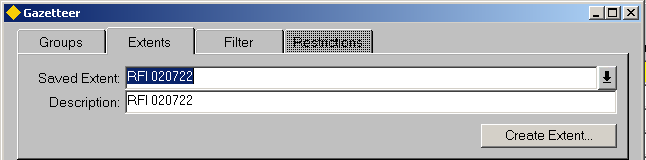 Gazetteer
Groups Extents Filter Restrictions
Saved Extent: RFI 020722
Description: RFI 020722
Create Extent...